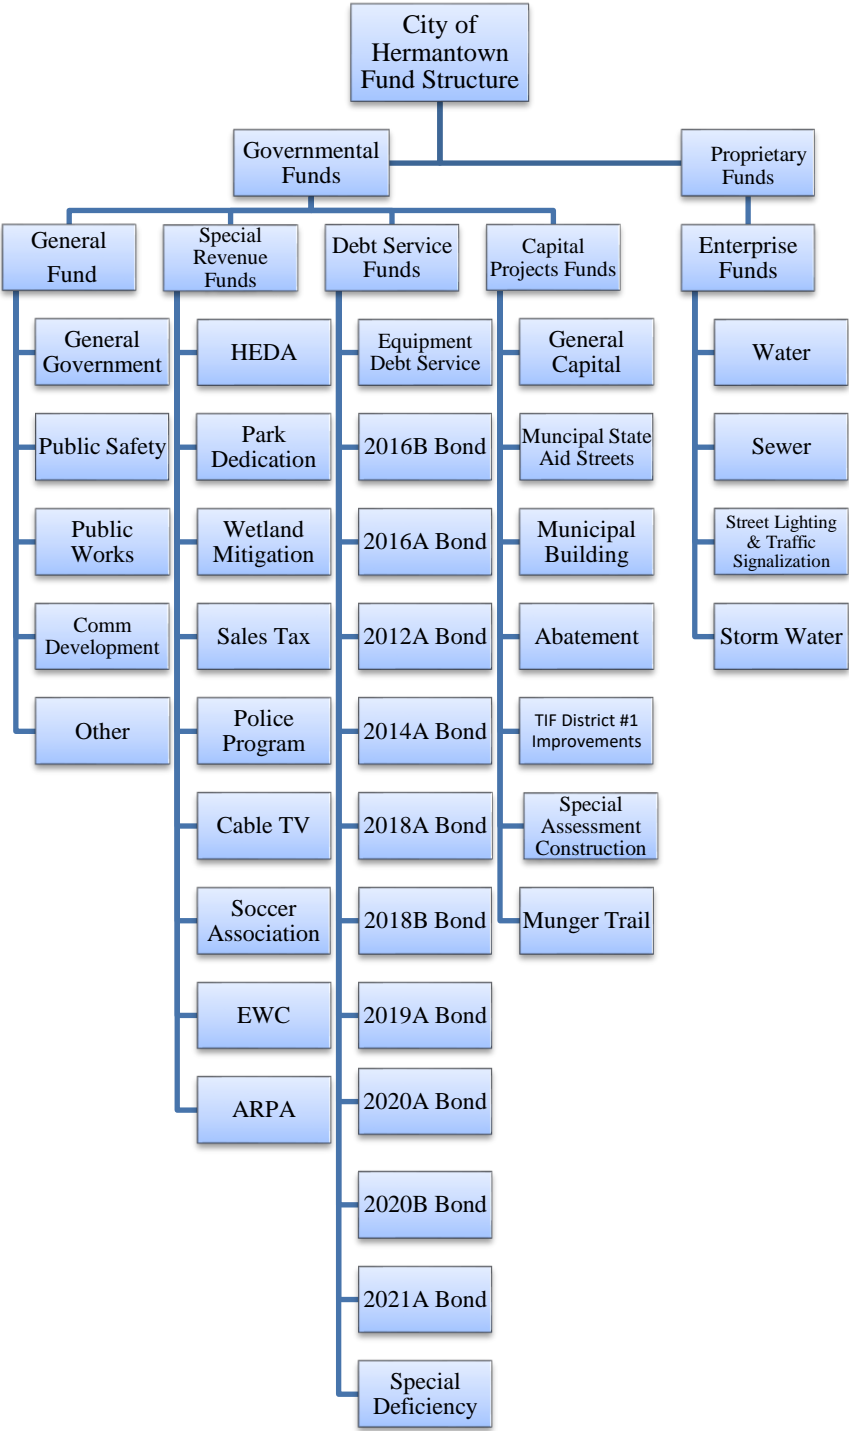 City of
Hermantown
Fund Structure
Governmental
Funds
Proprietary
Funds
General
Fund
Special
Revenue
Funds
Debt Service
Funds
Capital
Projects Funds
Enterprise
Funds
General
Government
Public Safety
Public
Works
Comm
Development
Other
HEDA
Park
Dedication
Wetland
Mitigation
Sales Tax
Police
Program
Cable TV
Soccer
Association
EWC
ARPA
Equipment
Debt Service
2016B Bond
2016A Bond
2012A Bond
2014A Bond
2018A Bond
2018B Bond
2019A Bond
2020A Bond
2020B Bond
2021A Bond
Special
Deficiency
General
Capital
Muncipal State
Aid Streets
Municipal
Building
Abatement
TIF District #1
Improvements
Special
Assessment
Construction
Munger Trail
Water
Sewer
Street Lighting
& Traffic
Signalization
Storm Water